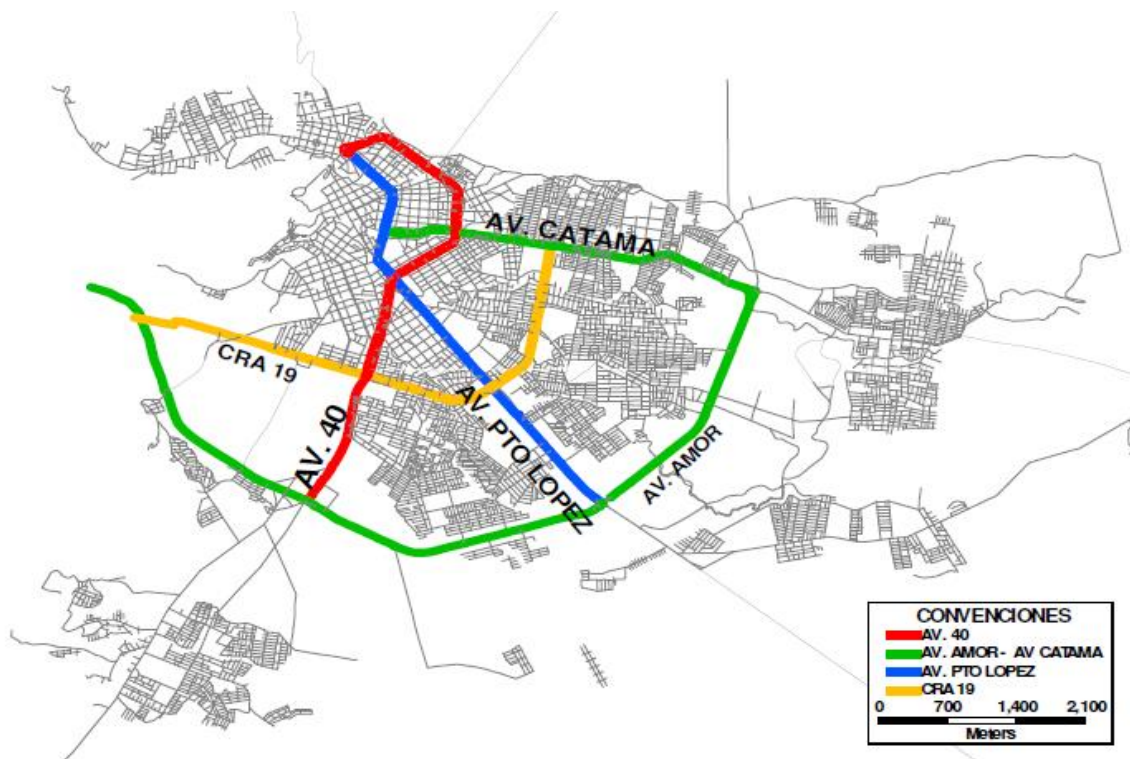 AV. CATAMA
CRA 19
AV. 40
AV. PTO LOPEZ
AV. AMOR
CONVENCIONES
AV. 40
AV. AMOR - AV CATAMA
AV. PTO LOPEZ
CRA 19
0 700 1,400 2,100
Meters